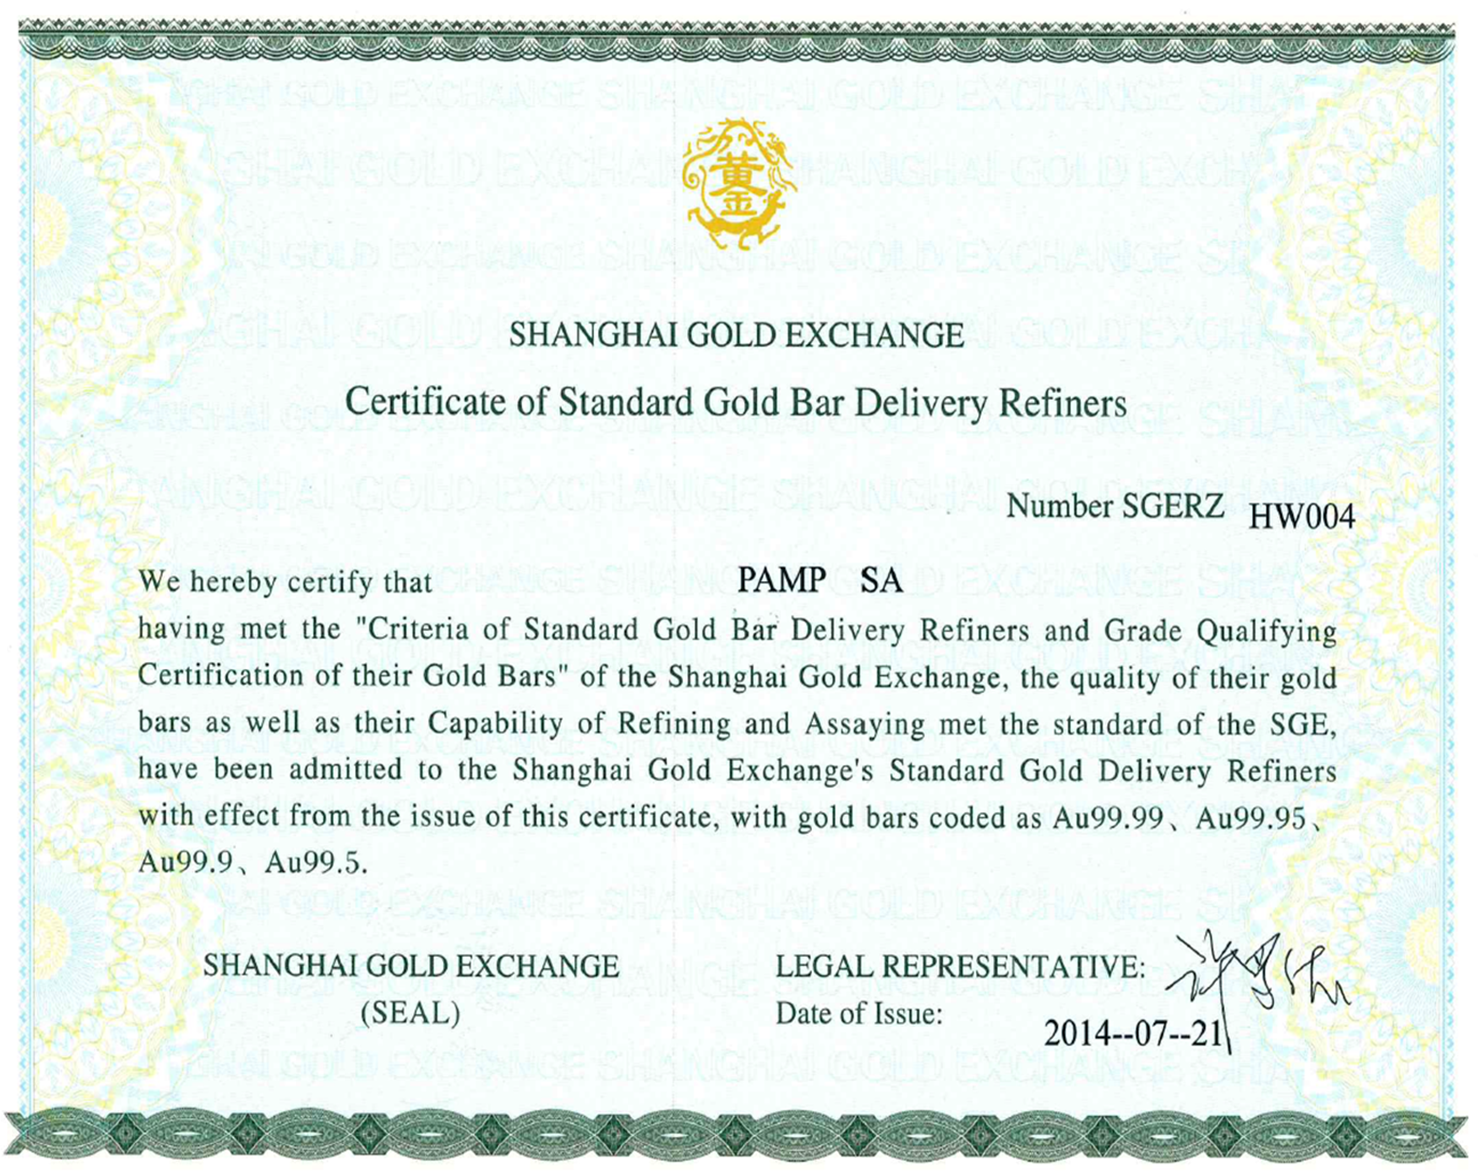 黄金
SHANGHAI GOLD EXCHANGE
Certificate of Standard Gold Bar Delivery Refiners
Number SGERZ HW004
We hereby certify that PAMP SA
having met the "Criteria of Standard Gold Bar Delivery Refiners and Grade Qualifying
Certification of their Gold Bars" of the Shanghai Gold Exchange, the quality of their gold
bars as well as their Capability of Refining and Assaying met the standard of the SGE,
have been admitted to the Shanghai Gold Exchange's Standard Gold Delivery Refiners
with effect from the issue of this certificate, with gold bars coded as Au99.99、Au99.95、
Au99.9、Au99.5.
SHANGHAI GOLD EXCHANGE
(SEAL)
LEGAL REPRESENTATIVE:
Date of Issue:
2014--07--21